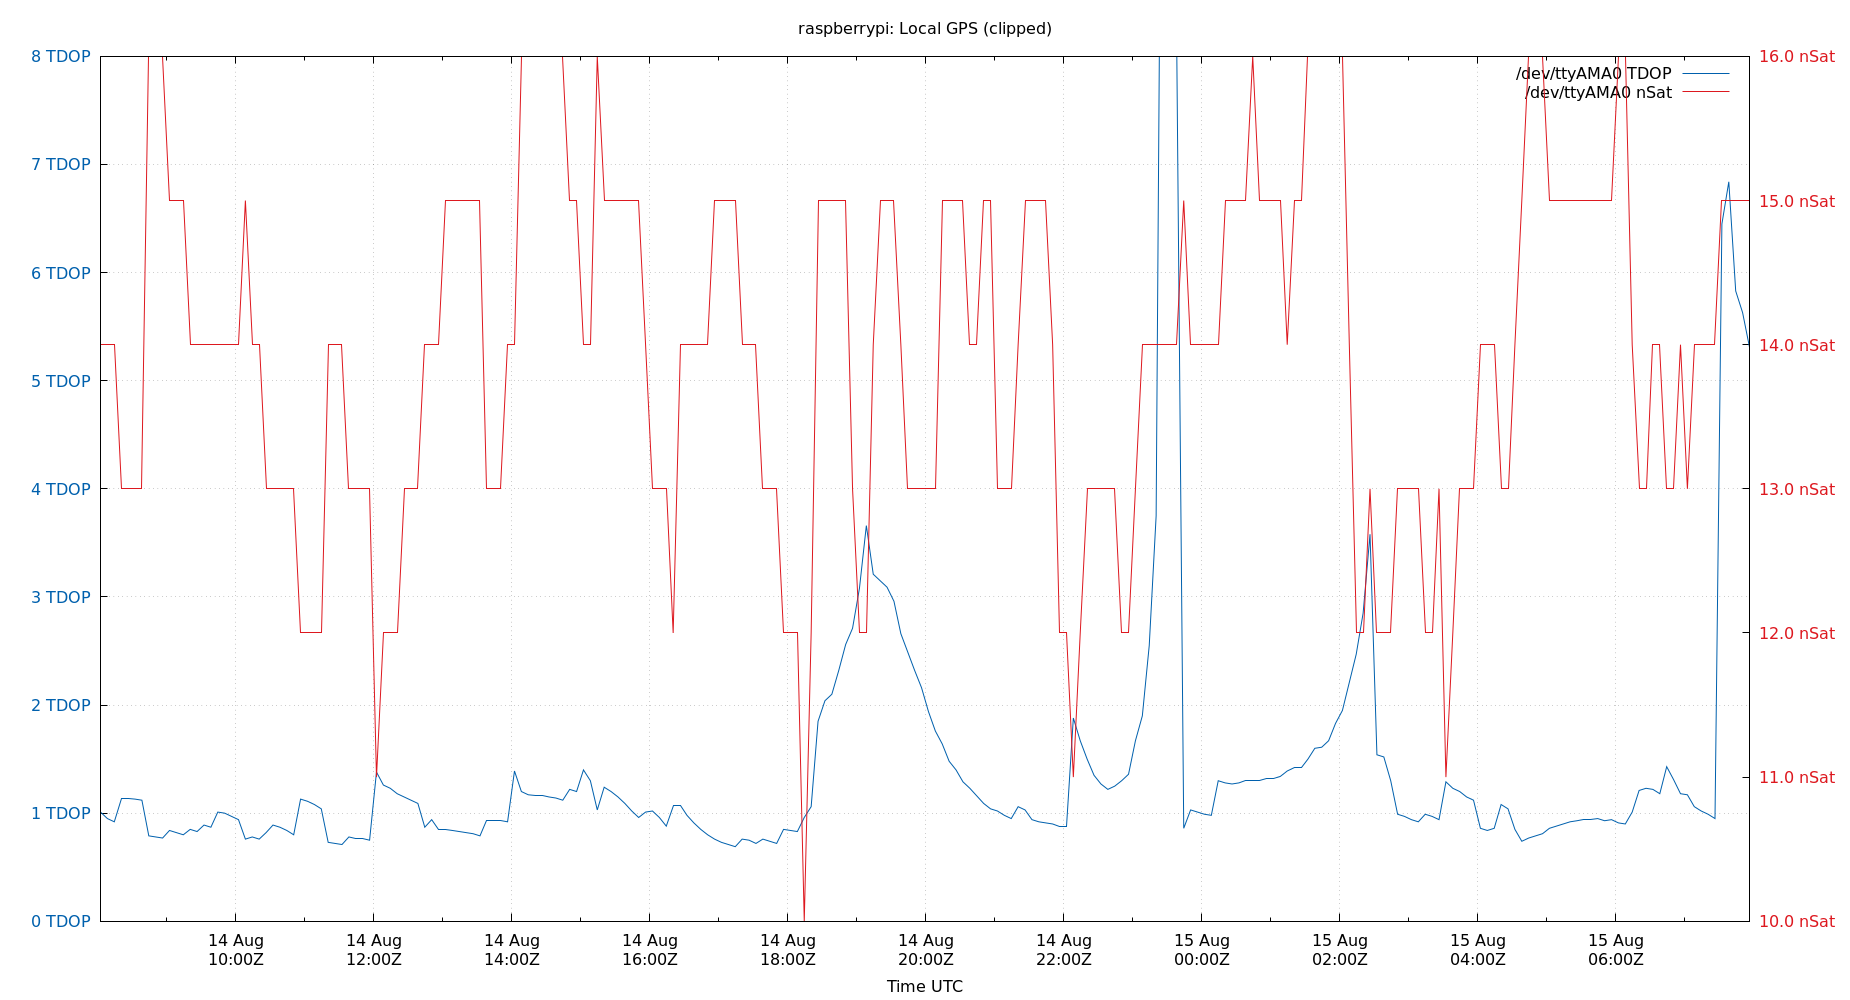 raspberrypi: Local GPS (clipped)
8 TDOP
7 TDOP
6 TDOP
5 TDOP
4 TDOP
3 TDOP
2 TDOP
1 TDOP
0 TDOP
16.0 nSat
15.0 nSat
14.0 nSat
13.0 nSat
12.0 nSat
11.0 nSat
10.0 nSat
/dev/ttyAMA0 TDOP
/dev/ttyAMA0 nSat
14 Aug
10:00Z
14 Aug
12:00Z
14 Aug
14:00Z
14 Aug
16:00Z
14 Aug
18:00Z
14 Aug
20:00Z
14 Aug
22:00Z
15 Aug
00:00Z
15 Aug
02:00Z
15 Aug
04:00Z
15 Aug
06:00Z
Time UTC